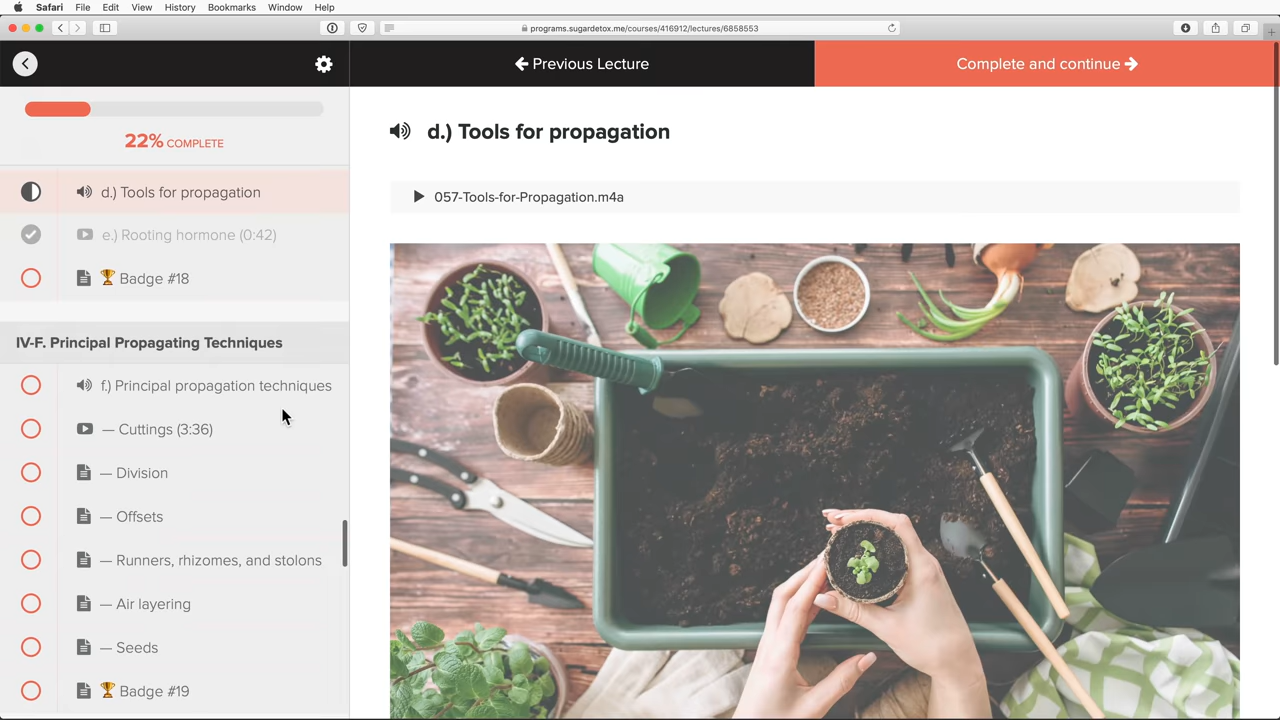 Safari File Edit View History Bookmarks Window Help
programs.sugardetox.me/courses/416912/lectures/6858553
Previous Lecture
Complete and continue
22% COMPLETE
d.) Tools for propagation
e.) Rooting hormone (0:42)
Badge #18
IV-F. Principal Propagating Techniques
f.) Principal propagation techniques
— Cuttings (3:36)
— Division
— Offsets
— Runners, rhizomes, and stolons
— Air layering
— Seeds
Badge #19
d.) Tools for propagation
057-Tools-for-Propagation.m4a